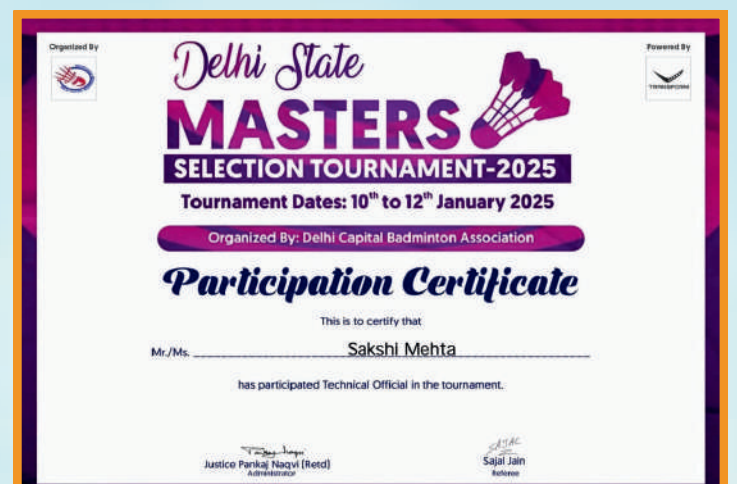 Organized By
Powered By
TRANSFORM
Delhi State
MASTERS
SELECTION TOURNAMENT-2025
Tournament Dates: 10th to 12th January 2025
Organized By: Delhi Capital Badminton Association
Participation Certificate
This is to certify that
Mr./Ms. Sakshi Mehta
has participated Technical Official in the tournament.
SAJAL
Justice Pankaj Naqvi (Retd)
Administrator
Sajal Jain
Referee